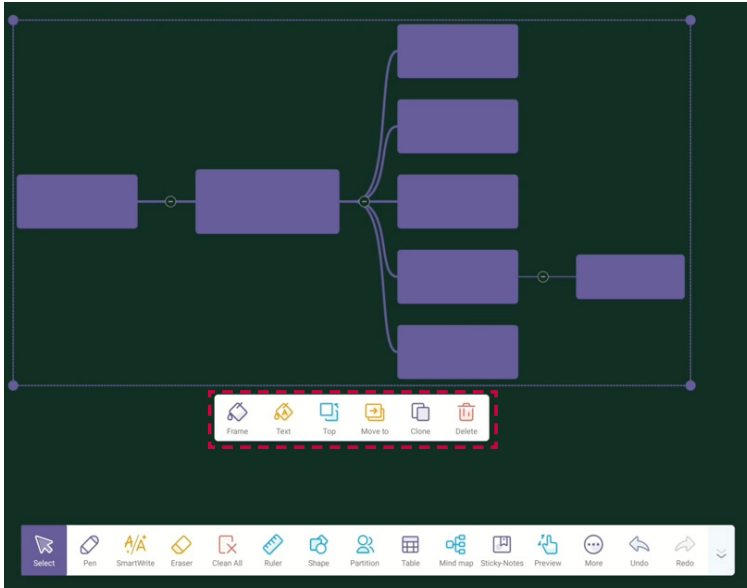 Frame Text Top Move to Clone Delete
Select Pen SmartWrite Eraser Clean All Ruler Shape Partition Table Mind map Sticky-Notes Preview More Undo Redo